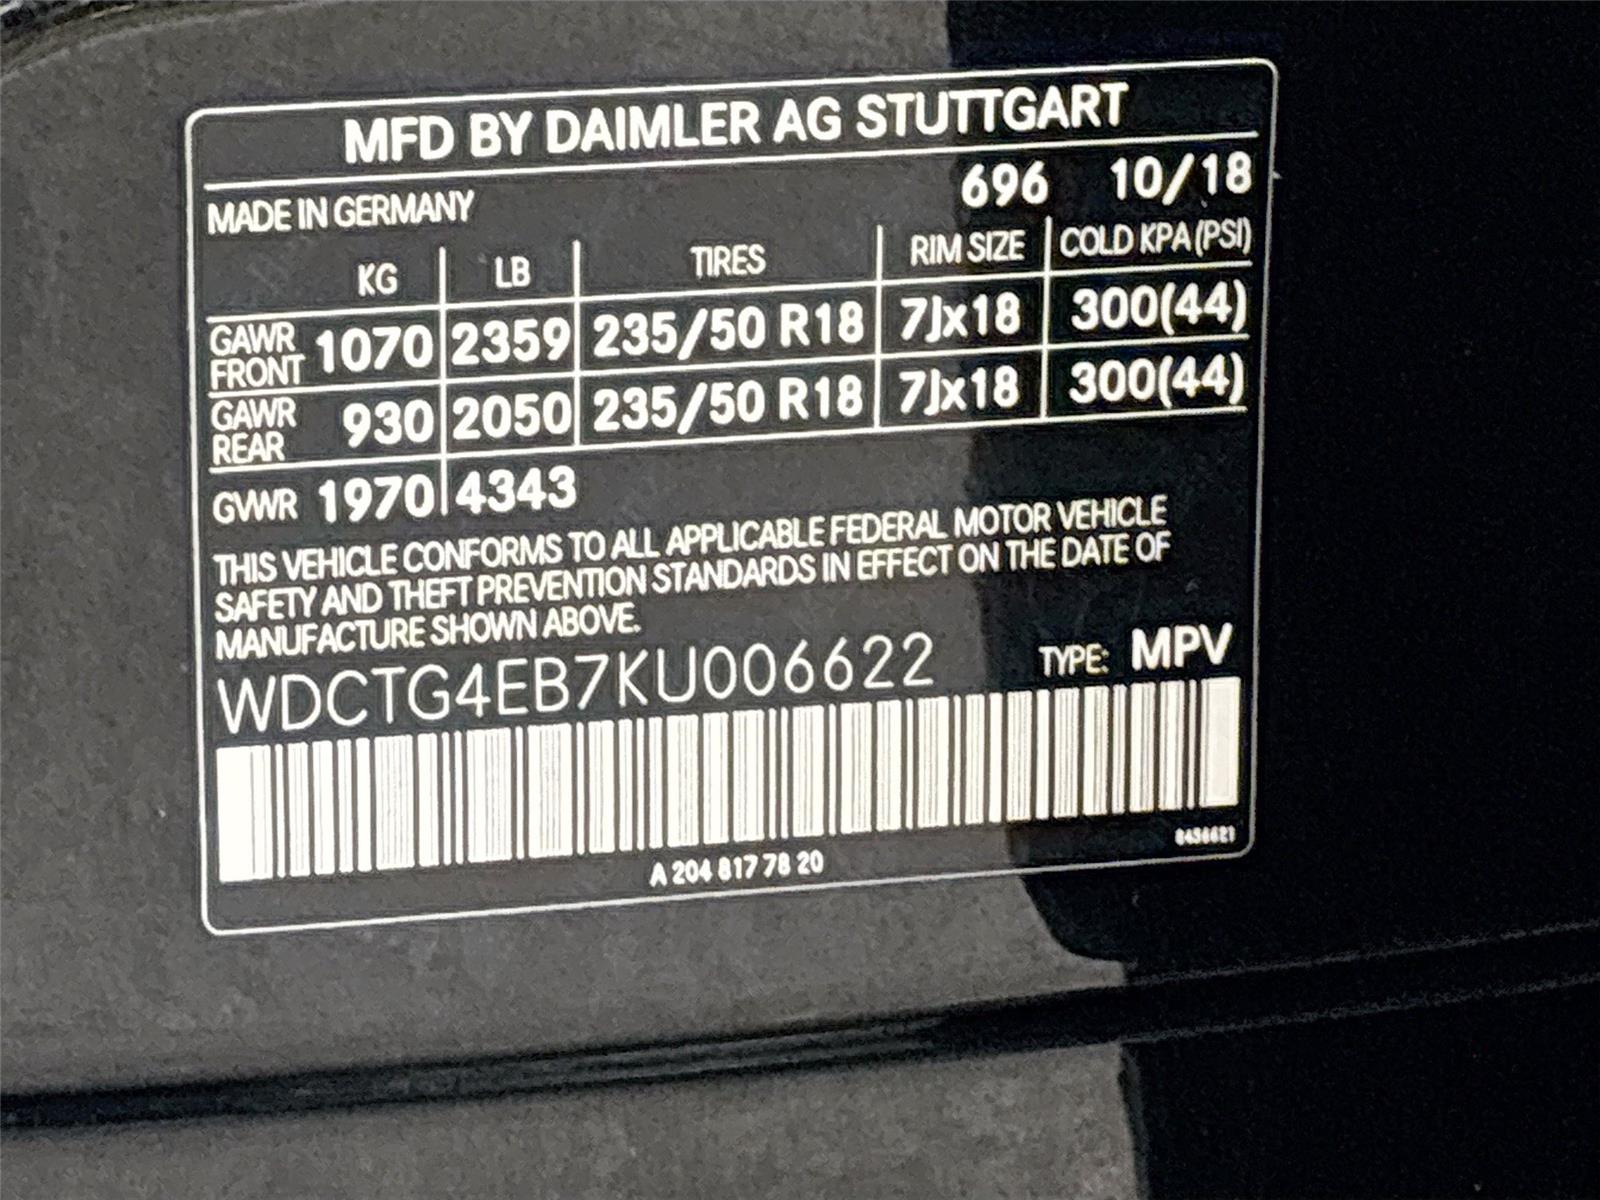 MFD BY DAIMLER AG STUTTGART
MADE IN GERMANY 696 10/18
KG LB TIRES RIM SIZE COLD KPA (PSI)
GAWR FRONT 1070 2359 235/50 R18 7Jx18 300(44)
GAWR REAR 930 2050 235/50 R18 7Jx18 300(44)
GVWR 1970 4343
THIS VEHICLE CONFORMS TO ALL APPLICABLE FEDERAL MOTOR VEHICLE
SAFETY AND THEFT PREVENTION STANDARDS IN EFFECT ON THE DATE OF
MANUFACTURE SHOWN ABOVE.
WDCTG4EB7KU006622 TYPE: MPV
A 204 817 78 20